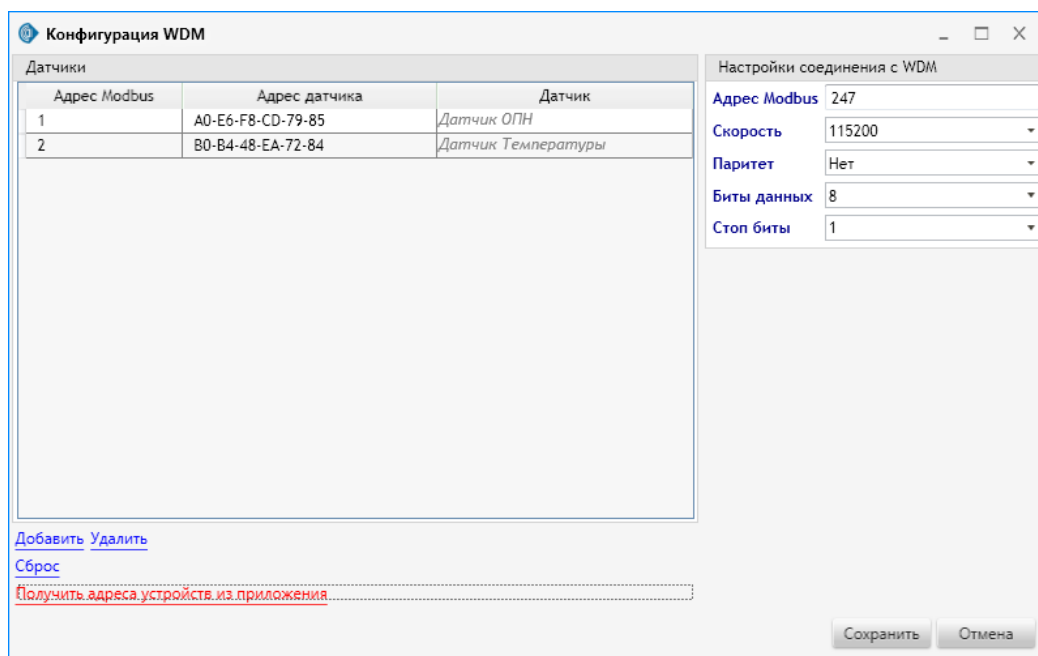 Конфигурация WDM
Датчики
Адрес Modbus Адрес датчика Датчик
1 A0-E6-F8-CD-79-85 Датчик ОПН
2 B0-B4-48-EA-72-84 Датчик Температуры
Добавить Удалить
Сброс
Получить адреса устройств из приложения
Настройки соединения с WDM
Адрес Modbus 247
Скорость 115200
Паритет Нет
Биты данных 8
Стоп биты 1
Сохранить Отмена